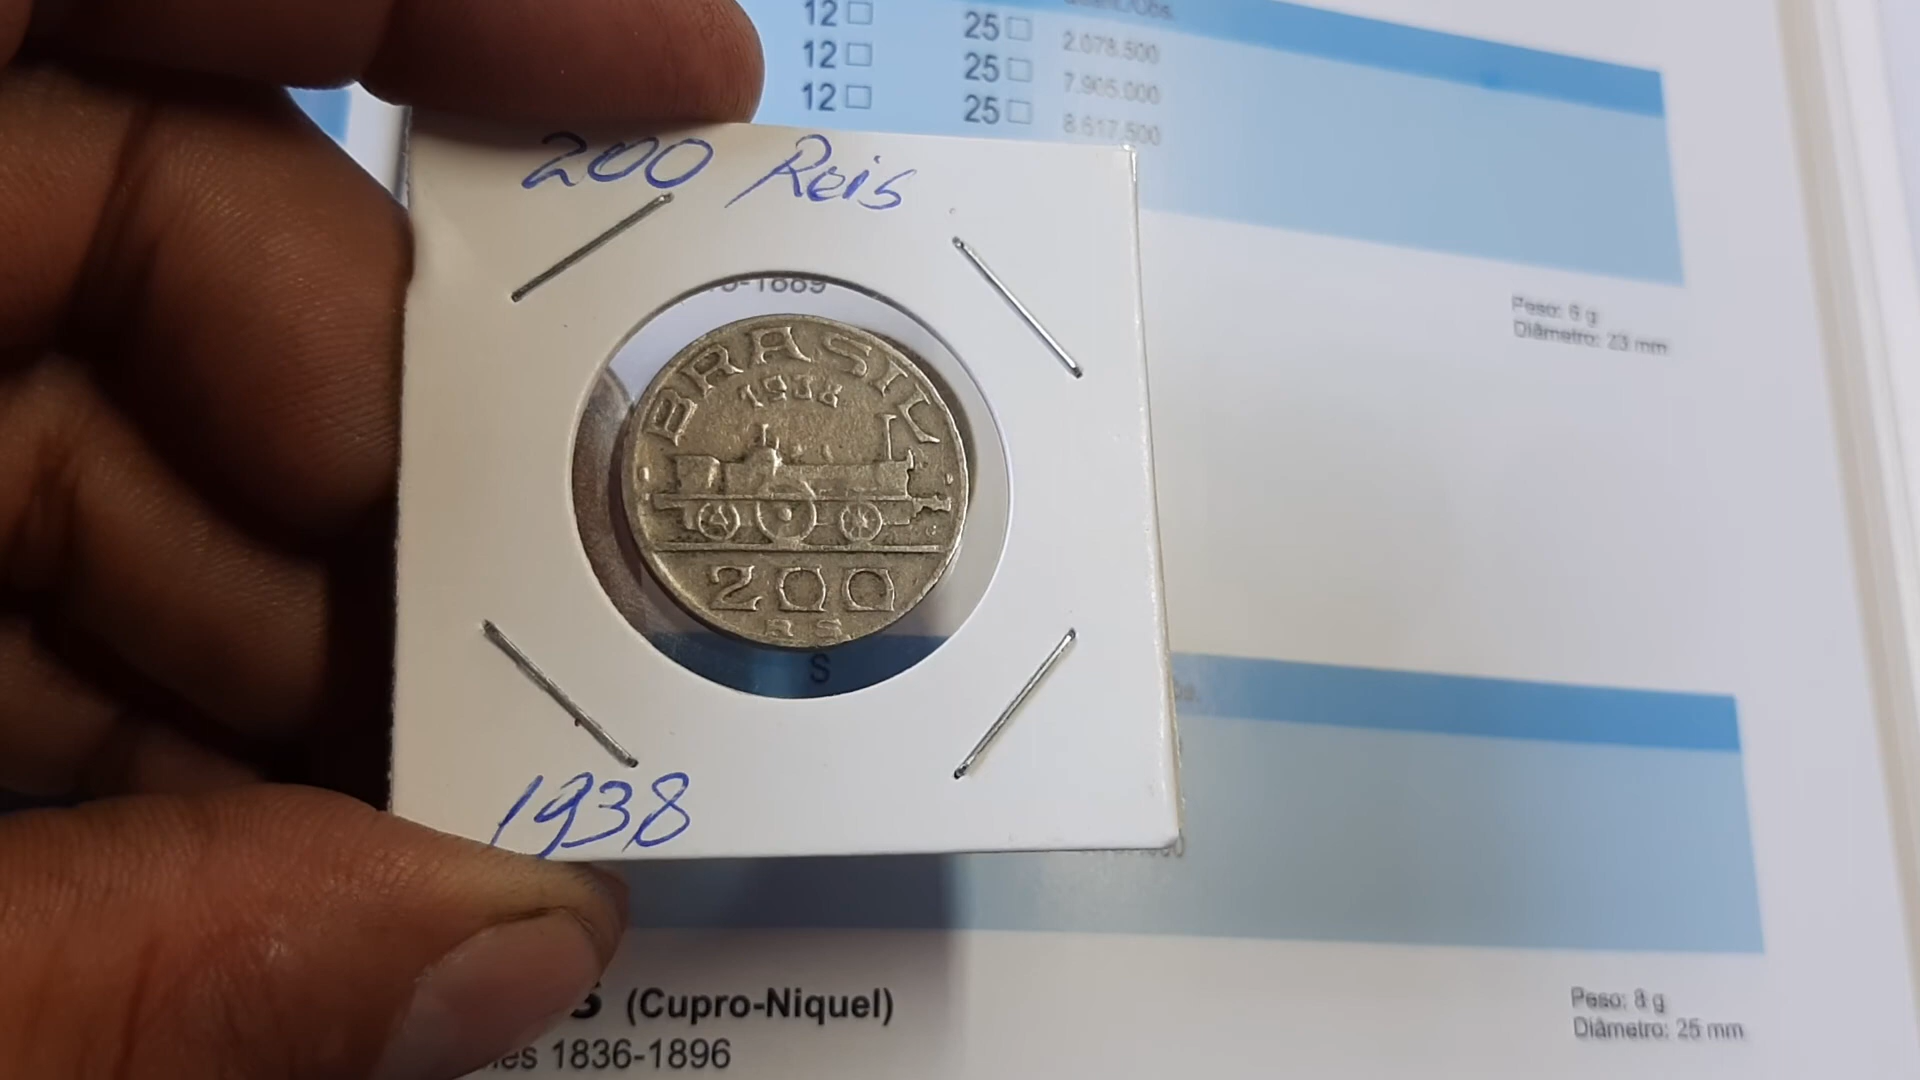 12 25 2.078.500
12 25 7.905.000
12 25 8.617.500
200 Reis
-1889
BRASIL
1938
200
RS
S
1938
Peso: 6 g
Diâmetro: 23 mm
(Cupro-Niquel)
1836-1896
Peso: 8 g
Diâmetro: 25 mm